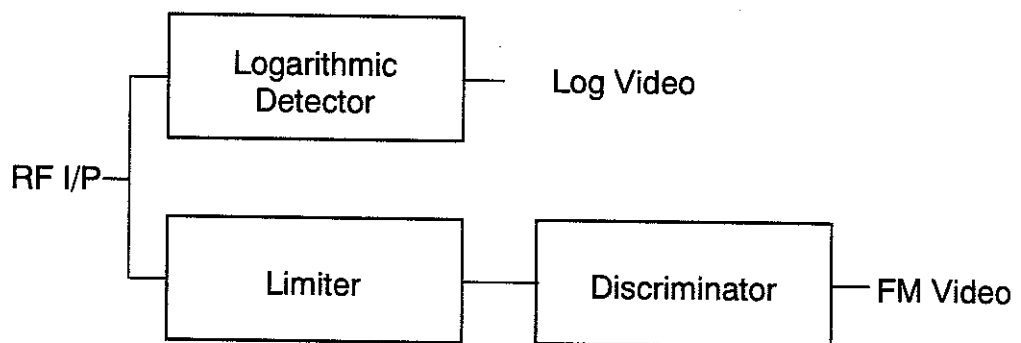 Logarithmic
Detector
Log Video
RF I/P
Limiter
Discriminator
FM Video